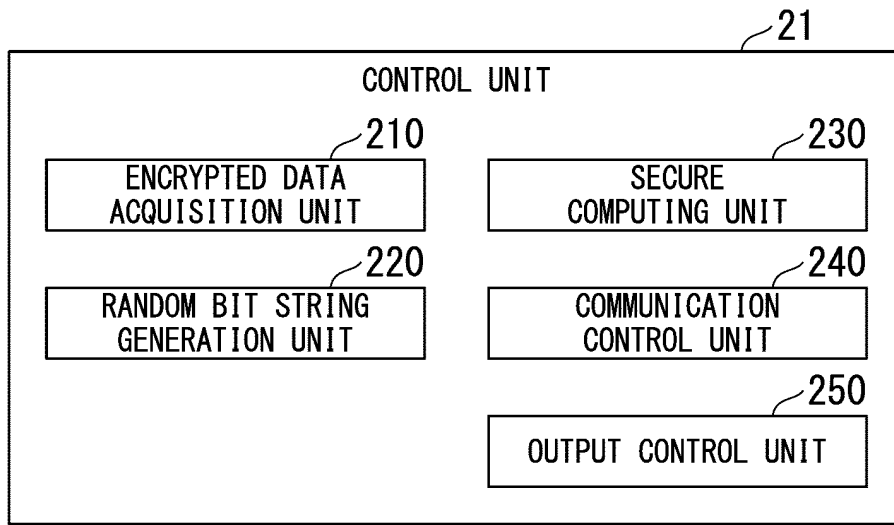 21
CONTROL UNIT
210
ENCRYPTED DATA
ACQUISITION UNIT
230
SECURE
COMPUTING UNIT
220
RANDOM BIT STRING
GENERATION UNIT
240
COMMUNICATION
CONTROL UNIT
250
OUTPUT CONTROL UNIT